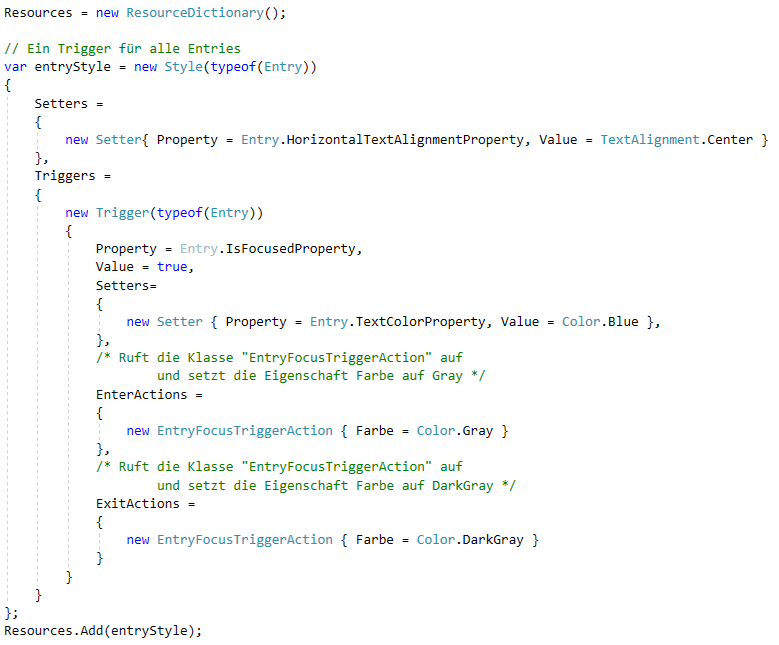 Resources = new ResourceDictionary();

// Ein Trigger für alle Entries
var entryStyle = new Style(typeof(Entry))
{
    Setters =
    {
        new Setter{ Property = Entry.HorizontalTextAlignmentProperty, Value = TextAlignment.Center }
    },
    Triggers =
    {
        new Trigger(typeof(Entry))
        {
            Property = Entry.IsFocusedProperty,
            Value = true,
            Setters=
            {
                new Setter { Property = Entry.TextColorProperty, Value = Color.Blue },
            },
            /* Ruft die Klasse "EntryFocusTriggerAction" auf
                    und setzt die Eigenschaft Farbe auf Gray */
            EnterActions =
            {
                new EntryFocusTriggerAction { Farbe = Color.Gray }
            },
            /* Ruft die Klasse "EntryFocusTriggerAction" auf
                    und setzt die Eigenschaft Farbe auf DarkGray */
            ExitActions =
            {
                new EntryFocusTriggerAction { Farbe = Color.DarkGray }
            }
        }
    }
};
Resources.Add(entryStyle);